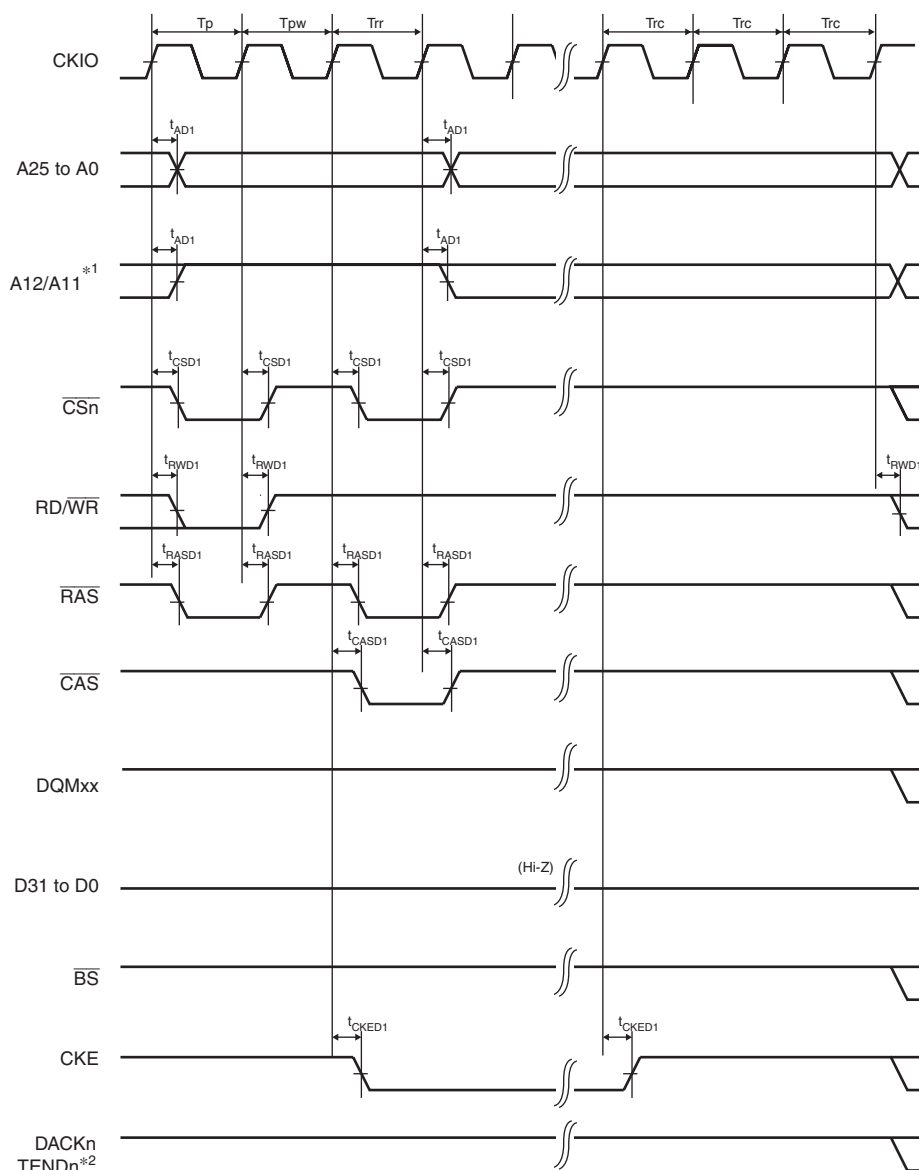 Tp Tpw Trr Trc Trc Trc
CKIO
tAD1 tAD1
A25 to A0
tAD1 tAD1
A12/A11*1
tCSD1 tCSD1 tCSD1 tCSD1
CSn
tRWD1 tRWD1 tRWD1
RD/WR
tRASD1 tRASD1 tRASD1 tRASD1
RAS
tCASD1 tCASD1
CAS
DQMxx
(Hi-Z)
D31 to D0
BS
tCKED1 tCKED1
CKE
DACKn
TENDn*2